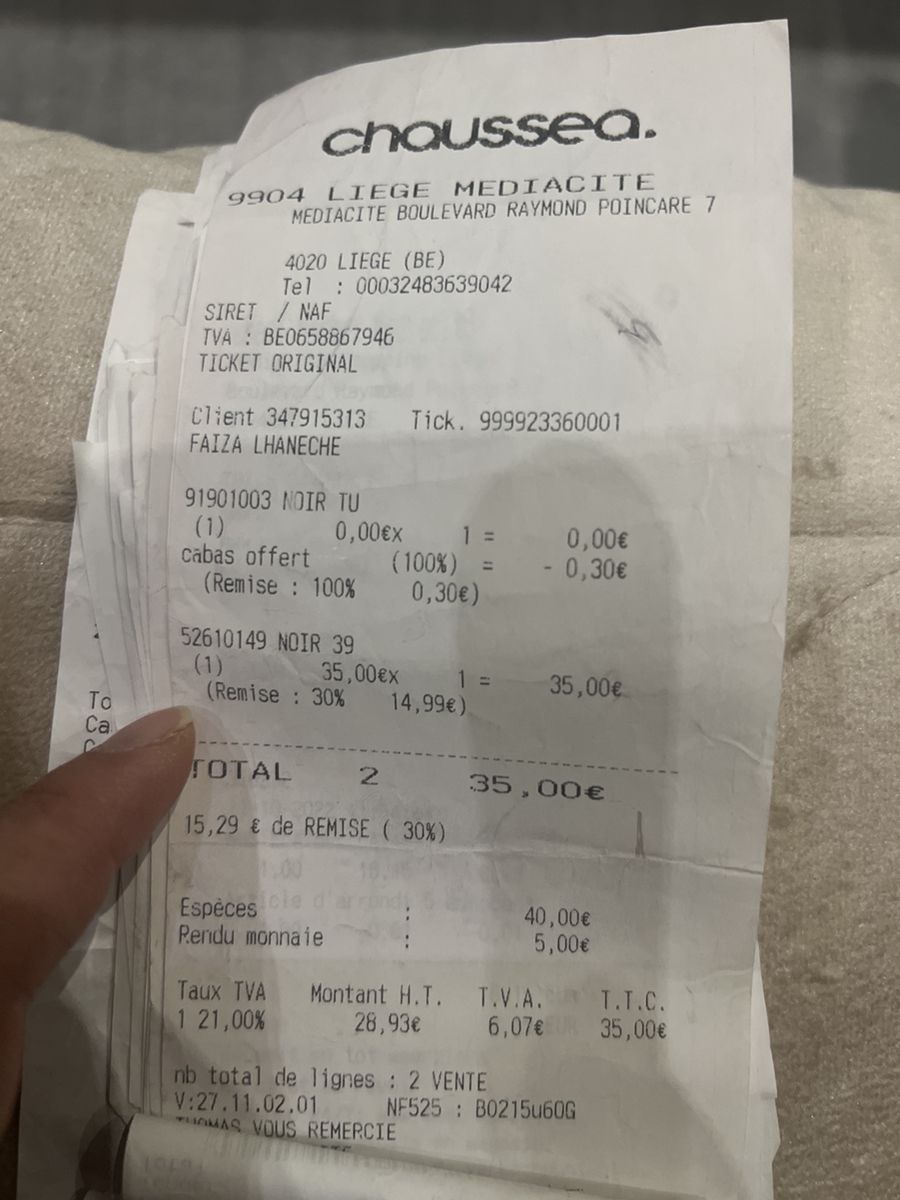 chaussea.
9904 LIEGE MEDIACITE
MEDIACITE BOULEVARD RAYMOND POINCARE 7
4020 LIEGE (BE)
Tel : 00032483639042
SIRET / NAF
TVA : BE0658867946
TICKET ORIGINAL
Client 347915313 Tick. 999923360001
FAIZA LHANECHE
91901003 NOIR TU
(1) 0,00€x 1 = 0,00€
cabas offert (100%) = - 0,30€
(Remise : 100% 0,30€)
52610149 NOIR 39
(1) 35,00€x 1 = 35,00€
(Remise : 30% 14,99€)
To
Ca
TOTAL 2 35,00€
15,29 € de REMISE ( 30%)
Espèces : 40,00€
Rendu monnaie : 5,00€
Taux TVA Montant H.T. T.V.A. T.T.C.
1 21,00% 28,93€ 6,07€ 35,00€
nb total de lignes : 2 VENTE
V:27.11.02.01 NF525 : B0215u60G
THOMAS VOUS REMERCIE